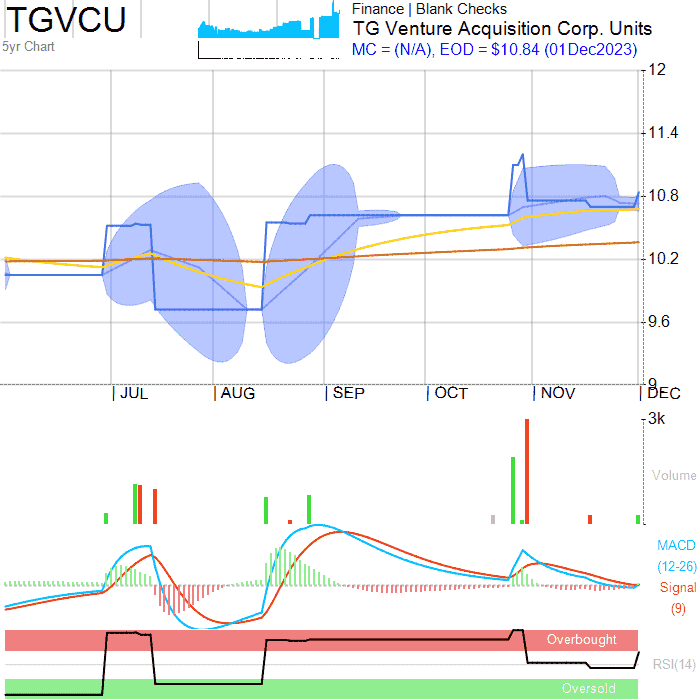 TGVCU
5yr Chart
Finance | Blank Checks
TG Venture Acquisition Corp. Units
MC = (N/A), EOD = $10.84 (01Dec2023)
12
11.4
10.8
10.2
9.6
9
JUL
AUG
SEP
OCT
NOV
DEC
3k
Volume
MACD
(12-26)
Signal
(9)
Overbought
RSI(14)
Oversold